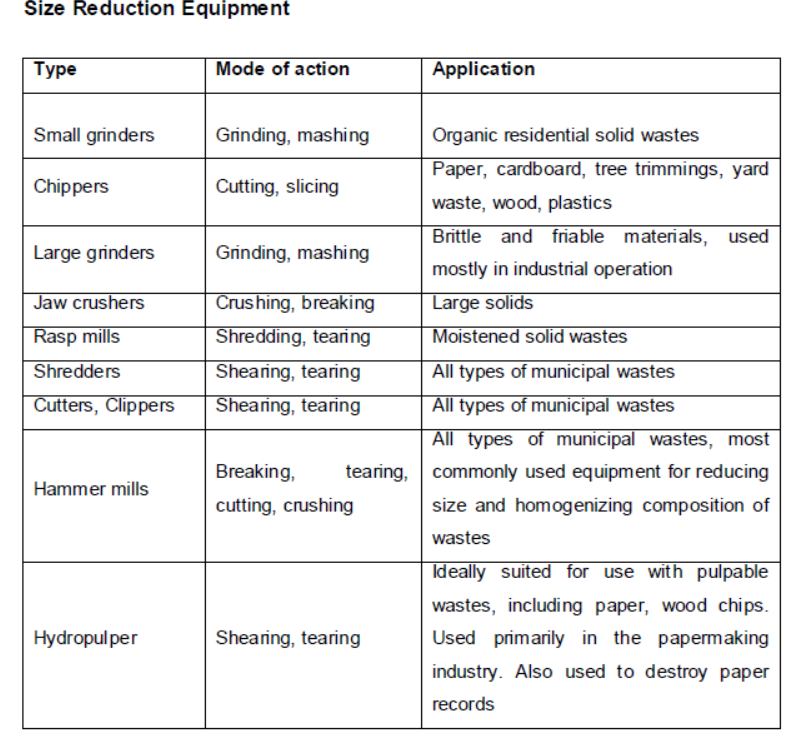 Size Reduction Equipment
Type Mode of action Application
Small grinders Grinding, mashing Organic residential solid wastes
Chippers Cutting, slicing Paper, cardboard, tree trimmings, yard
waste, wood, plastics
Large grinders Grinding, mashing Brittle and friable materials, used
mostly in industrial operation
Jaw crushers Crushing, breaking Large solids
Rasp mills Shredding, tearing Moistened solid wastes
Shredders Shearing, tearing All types of municipal wastes
Cutters, Clippers Shearing, tearing All types of municipal wastes
Hammer mills Breaking, tearing,
cutting, crushing
All types of municipal wastes, most
commonly used equipment for reducing
size and homogenizing composition of
wastes
Hydropulper Shearing, tearing
Ideally suited for use with pulpable
wastes, including paper, wood chips.
Used primarily in the papermaking
industry. Also used to destroy paper
records